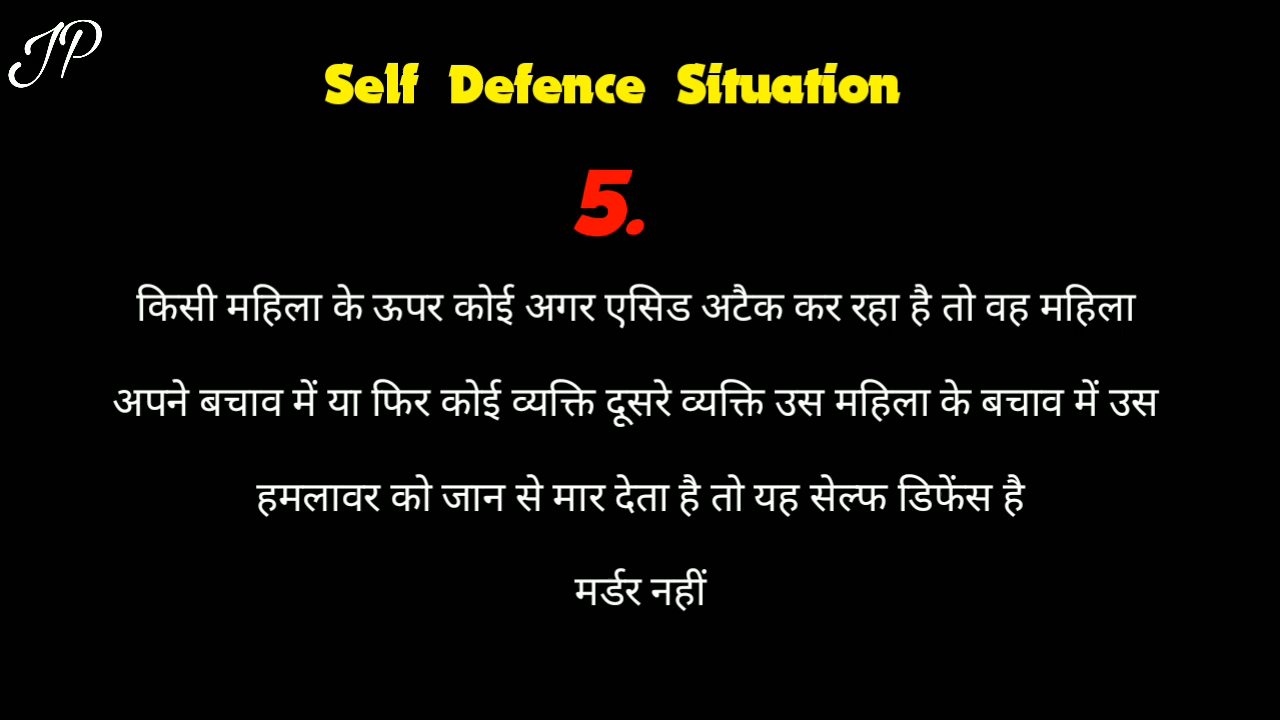 JP
Self Defence Situation
5.
किसी महिला के ऊपर कोई अगर एसिड अटैक कर रहा है तो वह महिला
अपने बचाव में या फिर कोई व्यक्ति दूसरे व्यक्ति उस महिला के बचाव में उस
हमलावर को जान से मार देता है तो यह सेल्फ डिफेंस है
मर्डर नहीं